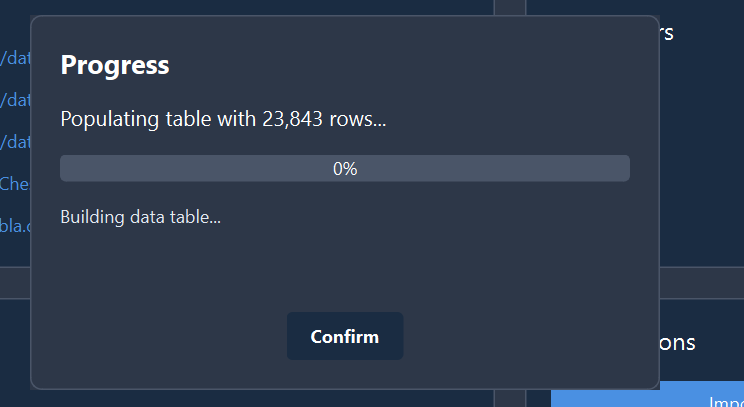 rs
/dat
Progress
/dat
Populating table with 23,843 rows...
/dat
0%
Che
Building data table...
bla.c
Confirm
ons
Impo